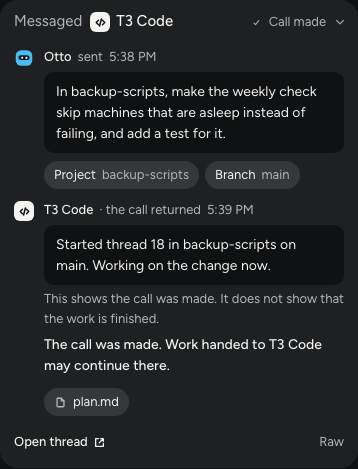 Messaged T3 Code Call made
Otto sent 5:38 PM
In backup-scripts, make the weekly check
skip machines that are asleep instead of
failing, and add a test for it.
Project backup-scripts Branch main
T3 Code · the call returned 5:39 PM
Started thread 18 in backup-scripts on
main. Working on the change now.
This shows the call was made. It does not show that
the work is finished.
The call was made. Work handed to T3 Code
may continue there.
plan.md
Open thread Raw